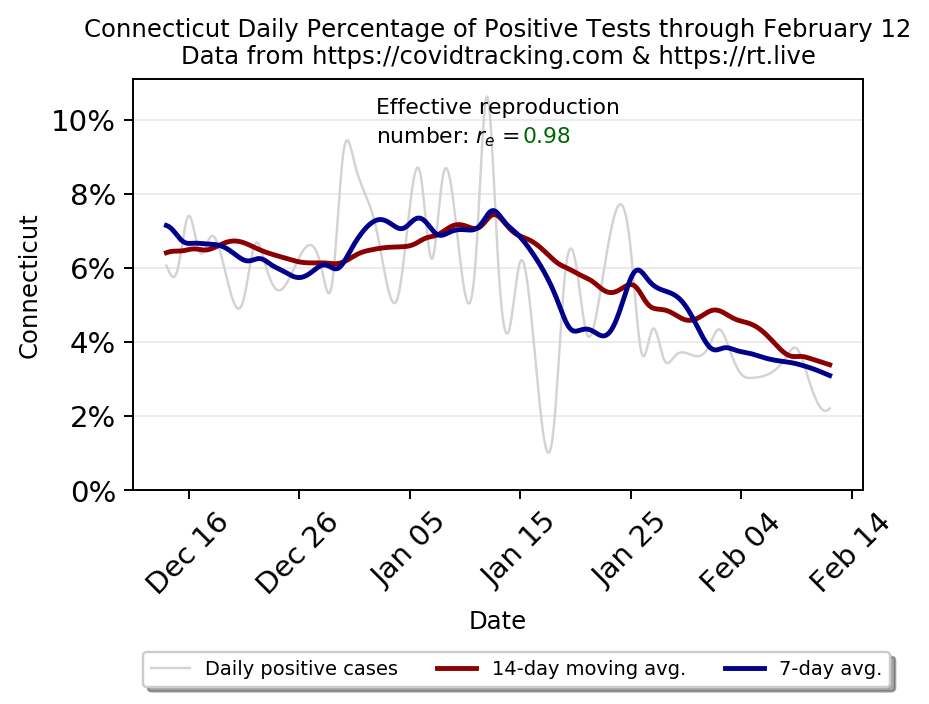 Connecticut Daily Percentage of Positive Tests through February 12
Data from https://covidtracking.com & https://rt.live
Effective reproduction
number: rₑ = 0.98
10%
8%
6%
4%
2%
0%
Connecticut
Dec 16
Dec 26
Jan 05
Jan 15
Jan 25
Feb 04
Feb 14
Date
Daily positive cases
14-day moving avg.
7-day avg.